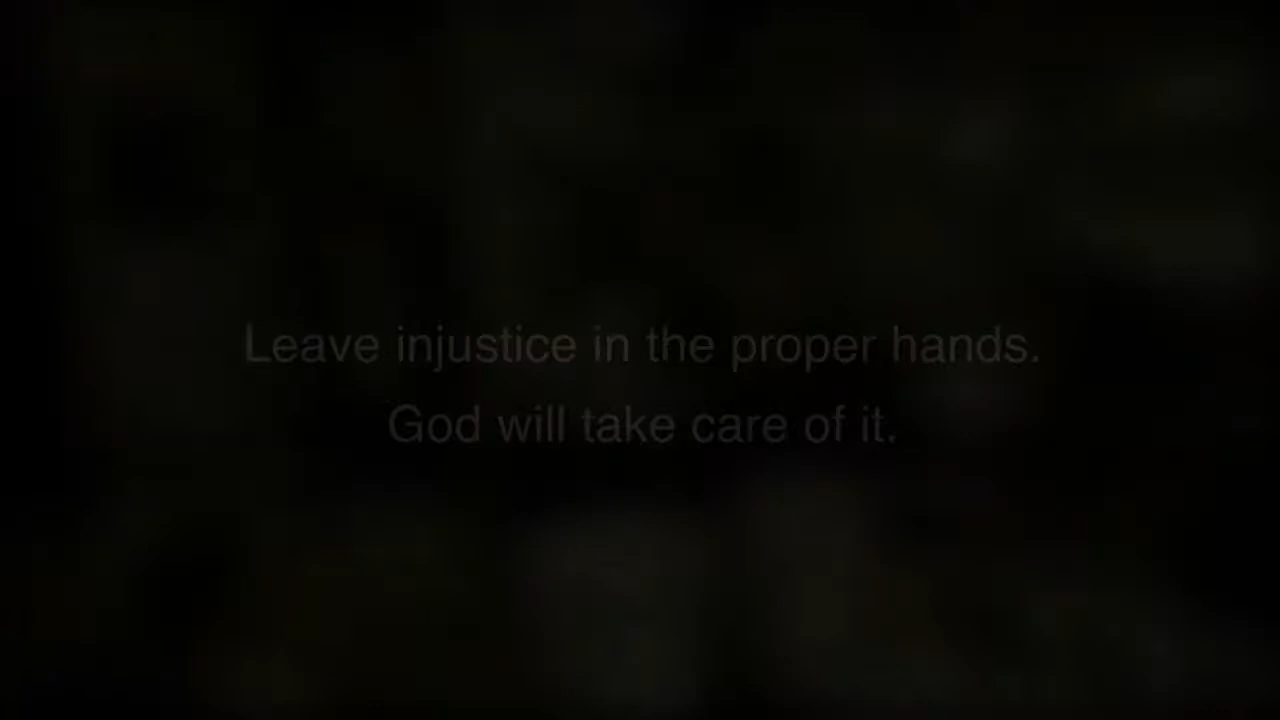 Leave injustice in the proper hands.
God will take care of it.